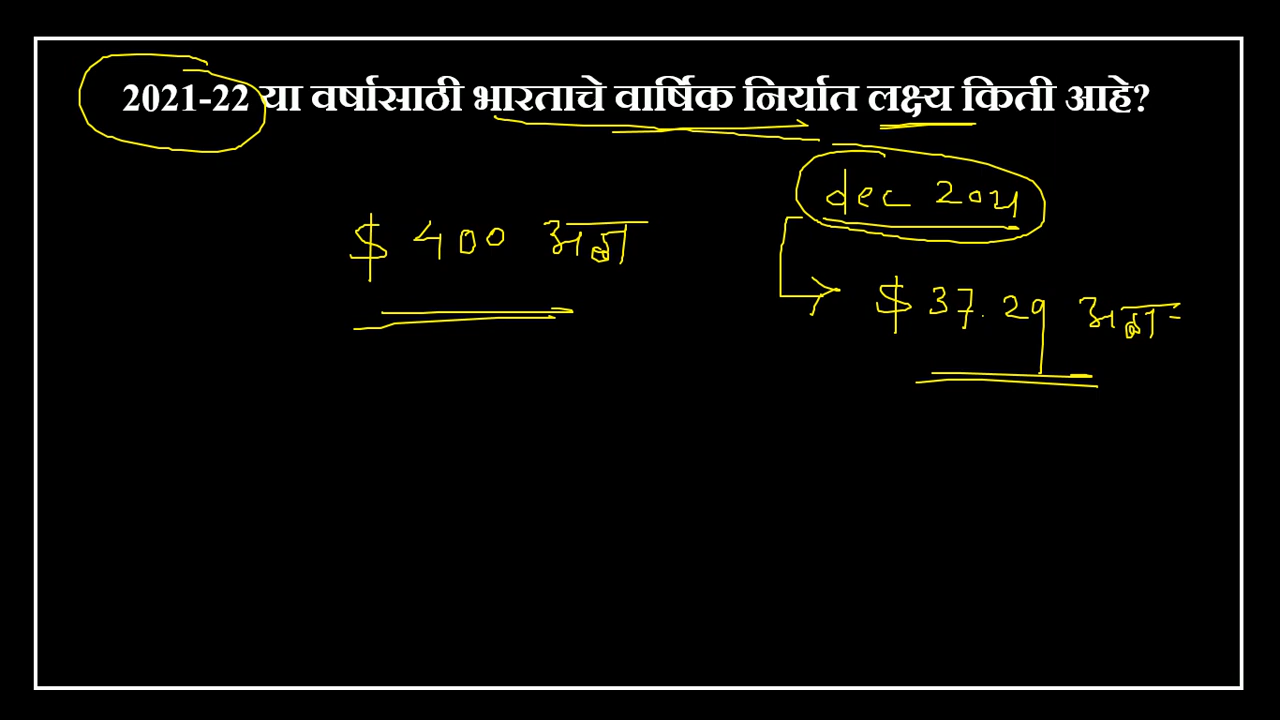 2021-22 या वर्षासाठी भारताचे वार्षिक निर्यात लक्ष्य किती आहे?
dec 2021
$ 400 अब्ज
$ 37.29 अब्ज